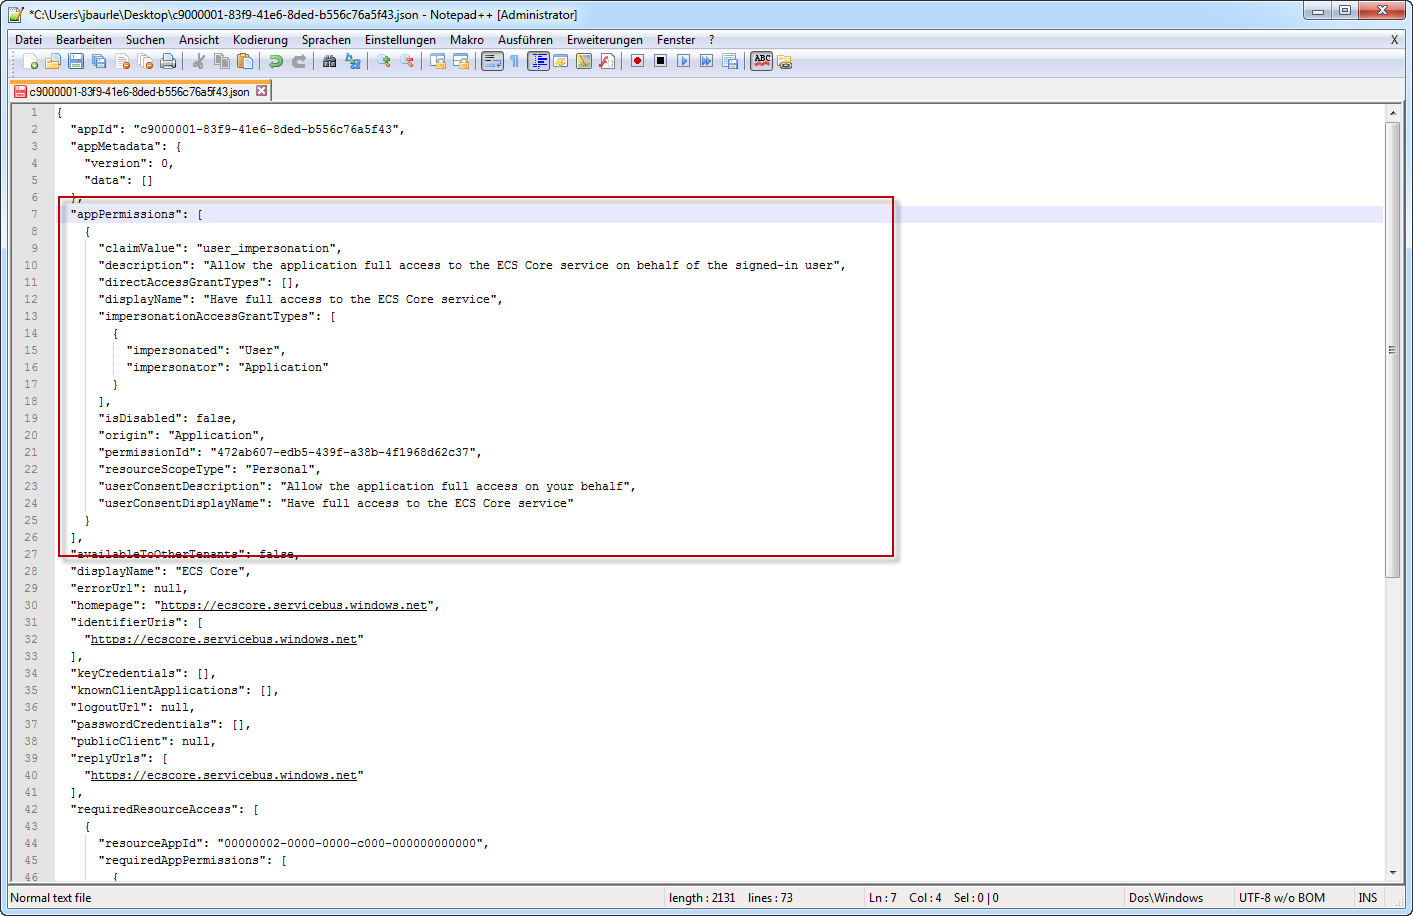 *C:\Users\jbaurle\Desktop\c9000001-83f9-41e6-8ded-b556c76a5f43.json - Notepad++ [Administrator]
Datei Bearbeiten Suchen Ansicht Kodierung Sprachen Einstellungen Makro Ausführen Erweiterungen Fenster ? X
ABC
c9000001-83f9-41e6-8ded-b556c76a5f43.json
1 {
2 "appId": "c9000001-83f9-41e6-8ded-b556c76a5f43",
3 "appMetadata": {
4 "version": 0,
5 "data": []
6 },
7 "appPermissions": [
8 {
9 "claimValue": "user_impersonation",
10 "description": "Allow the application full access to the ECS Core service on behalf of the signed-in user",
11 "directAccessGrantTypes": [],
12 "displayName": "Have full access to the ECS Core service",
13 "impersonationAccessGrantTypes": [
14 {
15 "impersonated": "User",
16 "impersonator": "Application"
17 }
18 ],
19 "isDisabled": false,
20 "origin": "Application",
21 "permissionId": "472ab607-edb5-439f-a38b-4f1968d62c37",
22 "resourceScopeType": "Personal",
23 "userConsentDescription": "Allow the application full access on your behalf",
24 "userConsentDisplayName": "Have full access to the ECS Core service"
25 }
26 ],
27 "availableToOtherTenants": false,
28 "displayName": "ECS Core",
29 "errorUrl": null,
30 "homepage": "https://ecscore.servicebus.windows.net",
31 "identifierUris": [
32 "https://ecscore.servicebus.windows.net"
33 ],
34 "keyCredentials": [],
35 "knownClientApplications": [],
36 "logoutUrl": null,
37 "passwordCredentials": [],
38 "publicClient": null,
39 "replyUrls": [
40 "https://ecscore.servicebus.windows.net"
41 ],
42 "requiredResourceAccess": [
43 {
44 "resourceAppId": "00000002-0000-0000-c000-000000000000",
45 "requiredAppPermissions": [
46 {
Normal text file length : 2131 lines : 73 Ln : 7 Col : 4 Sel : 0 | 0 Dos\Windows UTF-8 w/o BOM INS